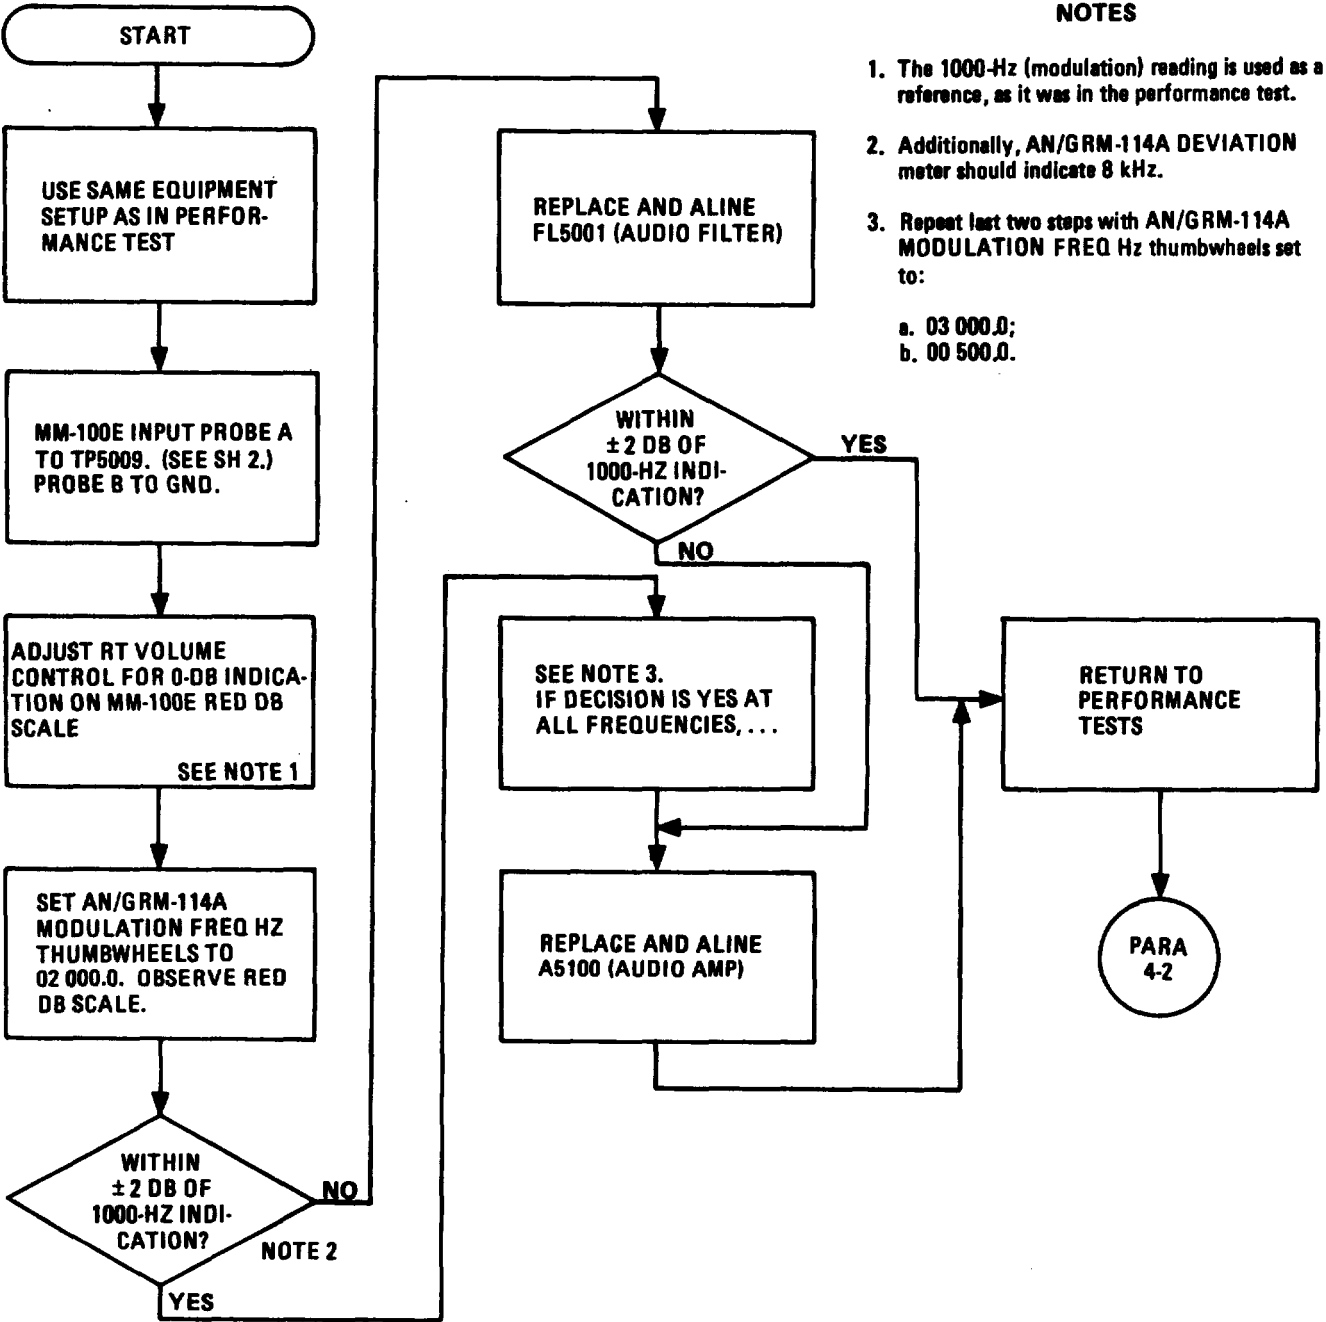 START
USE SAME EQUIPMENT
SETUP AS IN PERFOR-
MANCE TEST
MM-100E INPUT PROBE A
TO TP5009. (SEE SH 2.)
PROBE B TO GND.
ADJUST RT VOLUME
CONTROL FOR 0-DB INDICA-
TION ON MM-100E RED DB
SCALE
SEE NOTE 1
SET AN/GRM-114A
MODULATION FREQ HZ
THUMBWHEELS TO
02 000.0. OBSERVE RED
DB SCALE.
WITHIN
±2 DB OF
1000-HZ INDI-
CATION?
NO
NOTE 2
YES
REPLACE AND ALINE
FL5001 (AUDIO FILTER)
WITHIN
±2 DB OF
1000-HZ INDI-
CATION?
YES
NO
SEE NOTE 3.
IF DECISION IS YES AT
ALL FREQUENCIES, . . .
REPLACE AND ALINE
A5100 (AUDIO AMP)
RETURN TO
PERFORMANCE
TESTS
PARA
4-2
NOTES
1. The 1000-Hz (modulation) reading is used as a
reference, as it was in the performance test.
2. Additionally, AN/GRM-114A DEVIATION
meter should indicate 8 kHz.
3. Repeat last two steps with AN/GRM-114A
MODULATION FREQ Hz thumbwheels set
to:
a. 03 000.0;
b. 00 500.0.